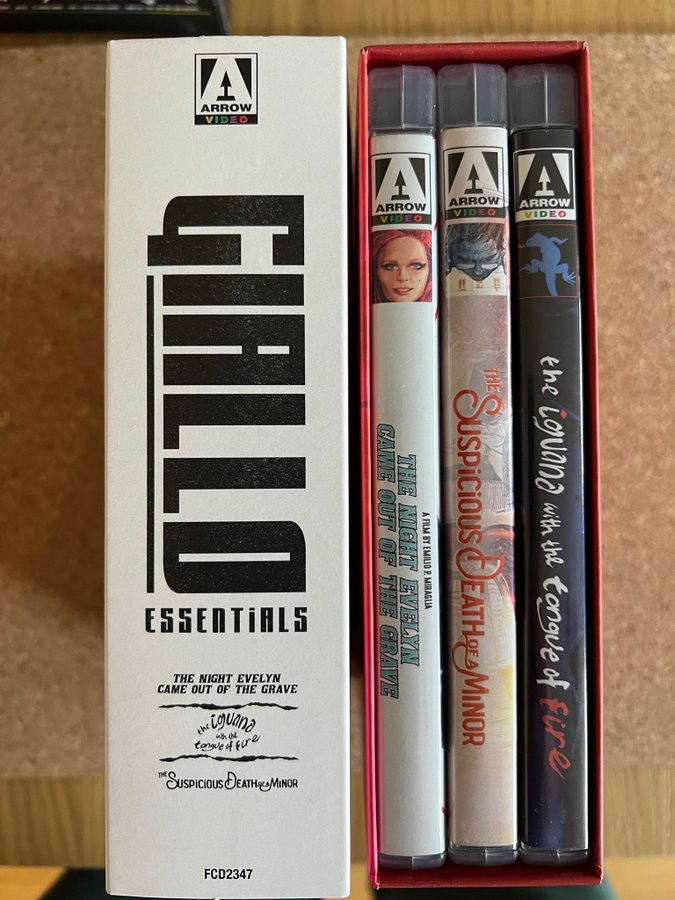 ARROW
VIDEO
GIALLO
ESSENTIALS
THE NIGHT EVELYN
CAME OUT OF THE GRAVE
the iguana
with the
tongue of fire
THE SUSPICIOUS DEATH OF A MINOR
FCD2347
ARROW
VIDEO
A FILM BY EMILIO P. MIRAGLIA
THE NIGHT EVELYN
CAME OUT OF THE GRAVE
ARROW
VIDEO
THE SUSPICIOUS DEATH OF A MINOR
ARROW
VIDEO
the iguana with the tongue of fire